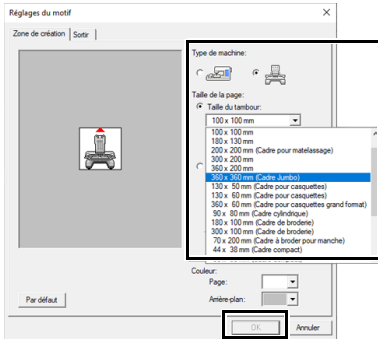 Réglages du motif
Zone de création
Sortir
Type de machine:
Taille de la page:
Taille du tambour:
100 x 100 mm
100 x 100 mm
180 x 130 mm
200 x 200 mm (Cadre pour matelassage)
300 x 200 mm
360 x 200 mm
360 x 360 mm (Cadre Jumbo)
130 x 50 mm (Cadre pour casquettes)
130 x 60 mm (Cadre pour casquettes)
360 x 60 mm (Cadre pour casquettes grand format)
90 x 80 mm (Cadre cylindrique)
180 x 100 mm (Cadre de broderie)
300 x 100 mm (Cadre de broderie)
70 x 200 mm (Cadre à broder pour manche)
44 x 38 mm (Cadre compact)
Couleur:
Page:
Arrière-plan:
Par défaut
OK
Annuler